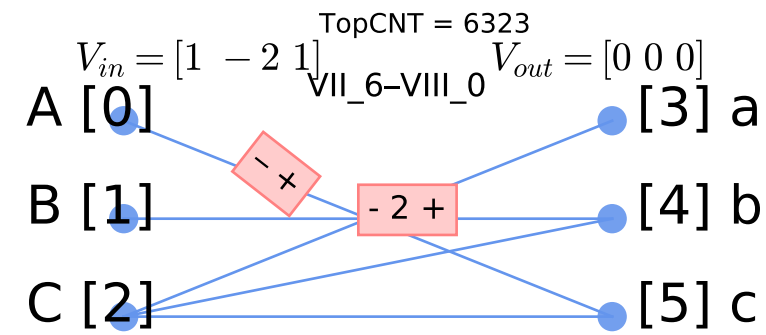 TopCNT = 6323
V_in = [1 − 2 1] V_out = [0 0 0]
VII_6–VIII_0
A [0] [3] a
- +
B [1] - 2 + [4] b
C [2] [5] c